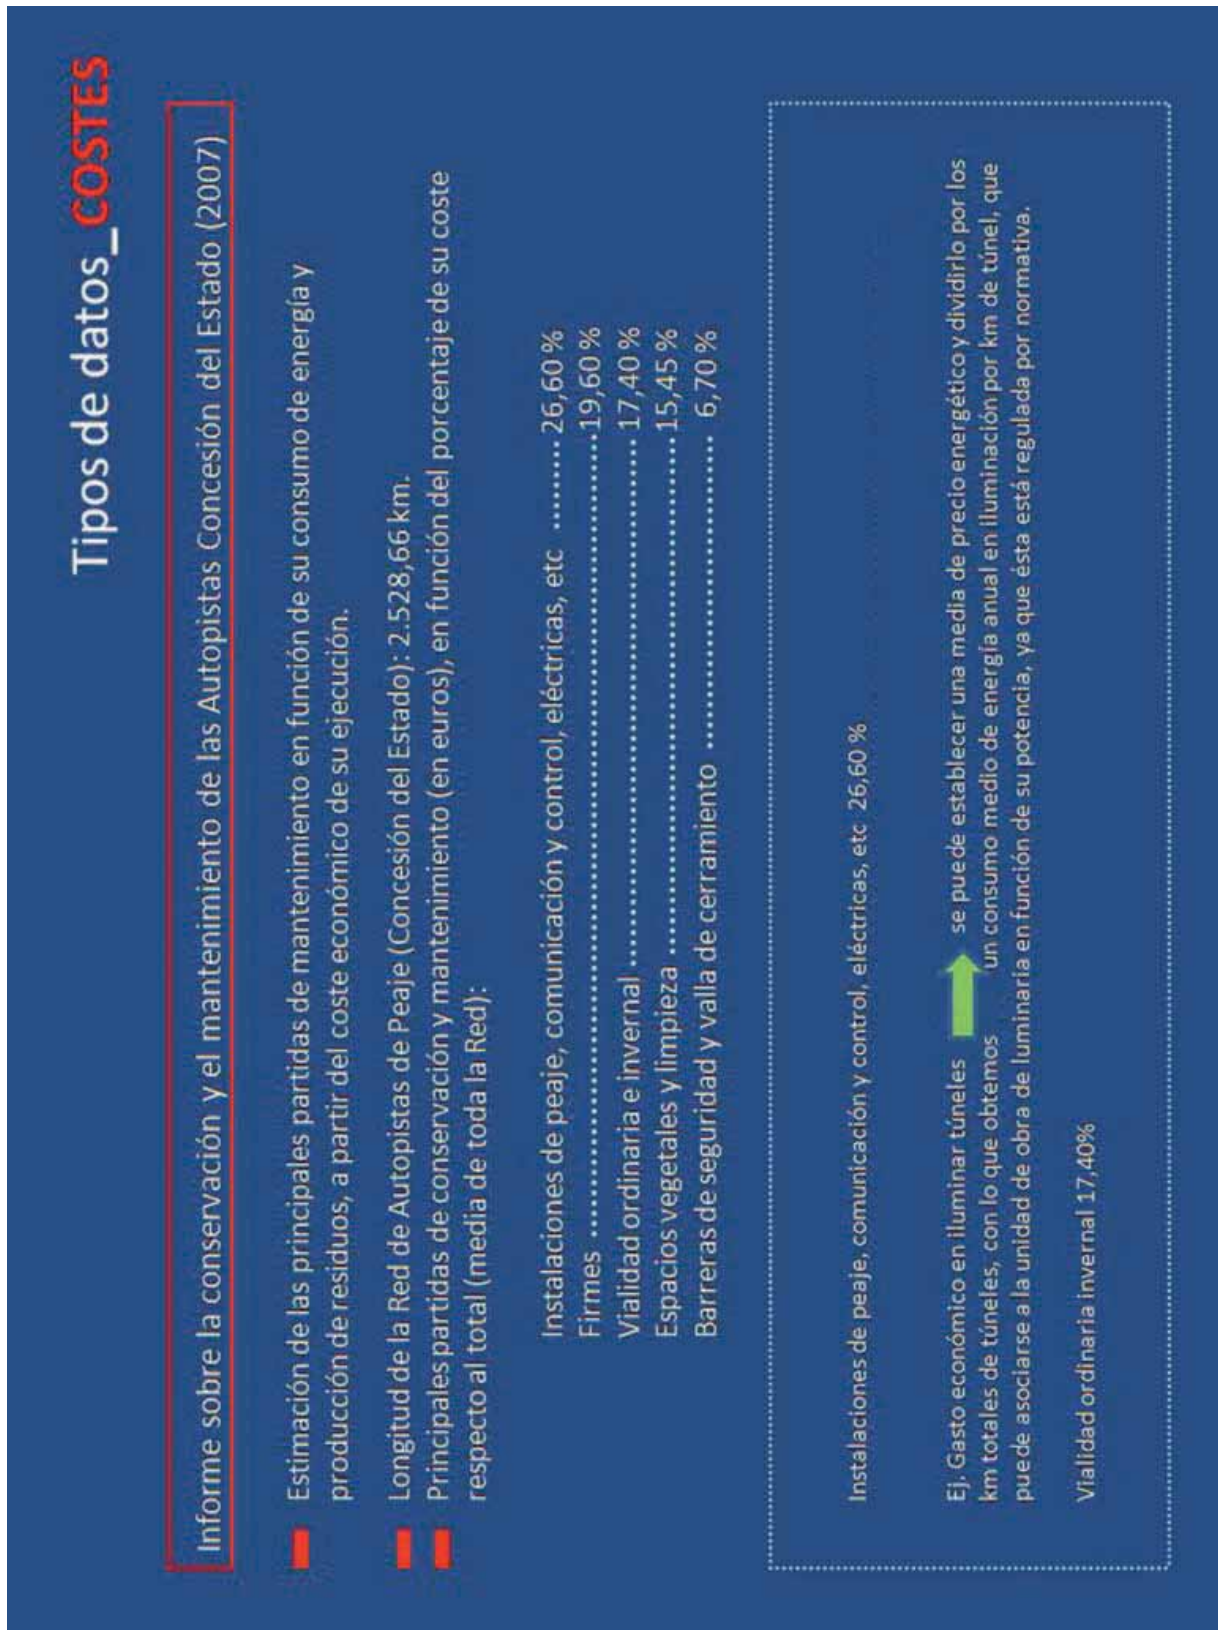 Tipos de datos_COSTES
Informe sobre la conservación y el mantenimiento de las Autopistas Concesión del Estado (2007)
Estimación de las principales partidas de mantenimiento en función de su consumo de energía y
producción de residuos, a partir del coste económico de su ejecución.
Longitud de la Red de Autopistas de Peaje (Concesión del Estado): 2.528,66 km.
Principales partidas de conservación y mantenimiento (en euros), en función del porcentaje de su coste
respecto al total (media de toda la Red):
Instalaciones de peaje, comunicación y control, eléctricas, etc ........ 26,60 %
Firmes ........................................................ 19,60 %
Vialidad ordinaria e invernal ................................ 17,40 %
Espacios vegetales y limpieza ............................... 15,45 %
Barreras de seguridad y valla de cerramiento .................. 6,70 %
Instalaciones de peaje, comunicación y control, eléctricas, etc 26,60 %
Ej. Gasto económico en iluminar túneles se puede establecer una media de precio energético y dividirlo por los
km totales de túneles, con lo que obtemos un consumo medio de energía anual en iluminación por km de túnel, que
puede asociarse a la unidad de obra de luminaria en función de su potencia, ya que ésta está regulada por normativa.
Vialidad ordinaria invernal 17,40%